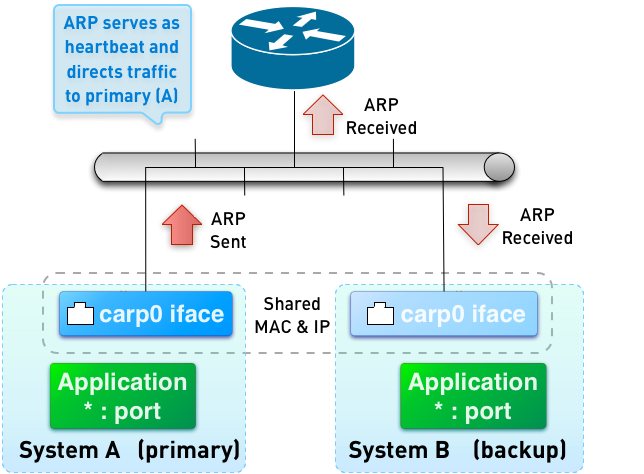 ARP serves as
heartbeat and
directs traffic
to primary (A)
ARP
Received
ARP
Sent
ARP
Received
carp0 iface
Shared
MAC & IP
carp0 iface
Application
* : port
Application
* : port
System A (primary)
System B (backup)